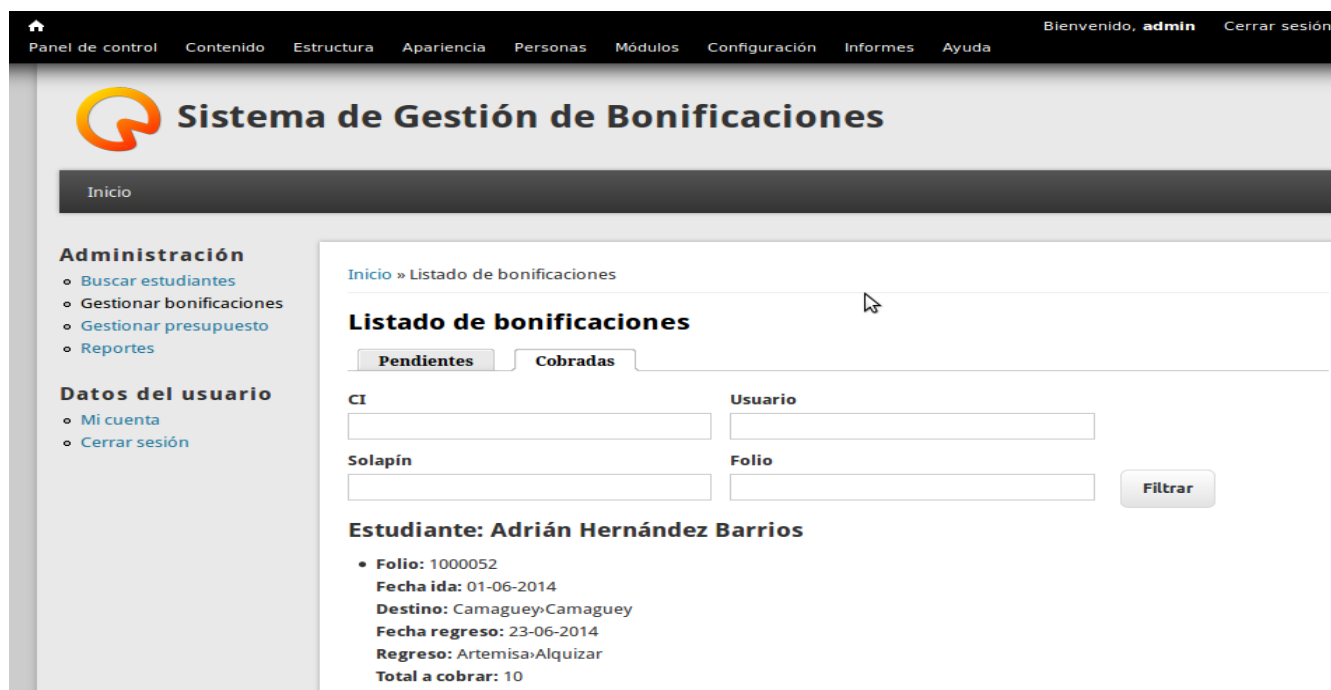 Bienvenido, admin Cerrar sesión
Panel de control Contenido Estructura Apariencia Personas Módulos Configuración Informes Ayuda
Sistema de Gestión de Bonificaciones
Inicio
Administración
Buscar estudiantes
Gestionar bonificaciones
Gestionar presupuesto
Reportes
Datos del usuario
Mi cuenta
Cerrar sesión
Inicio » Listado de bonificaciones
Listado de bonificaciones
Pendientes Cobradas
CI Usuario
Solapín Folio
Filtrar
Estudiante: Adrián Hernández Barrios
Folio: 1000052
Fecha ida: 01-06-2014
Destino: Camaguey›Camaguey
Fecha regreso: 23-06-2014
Regreso: Artemisa›Alquizar
Total a cobrar: 10